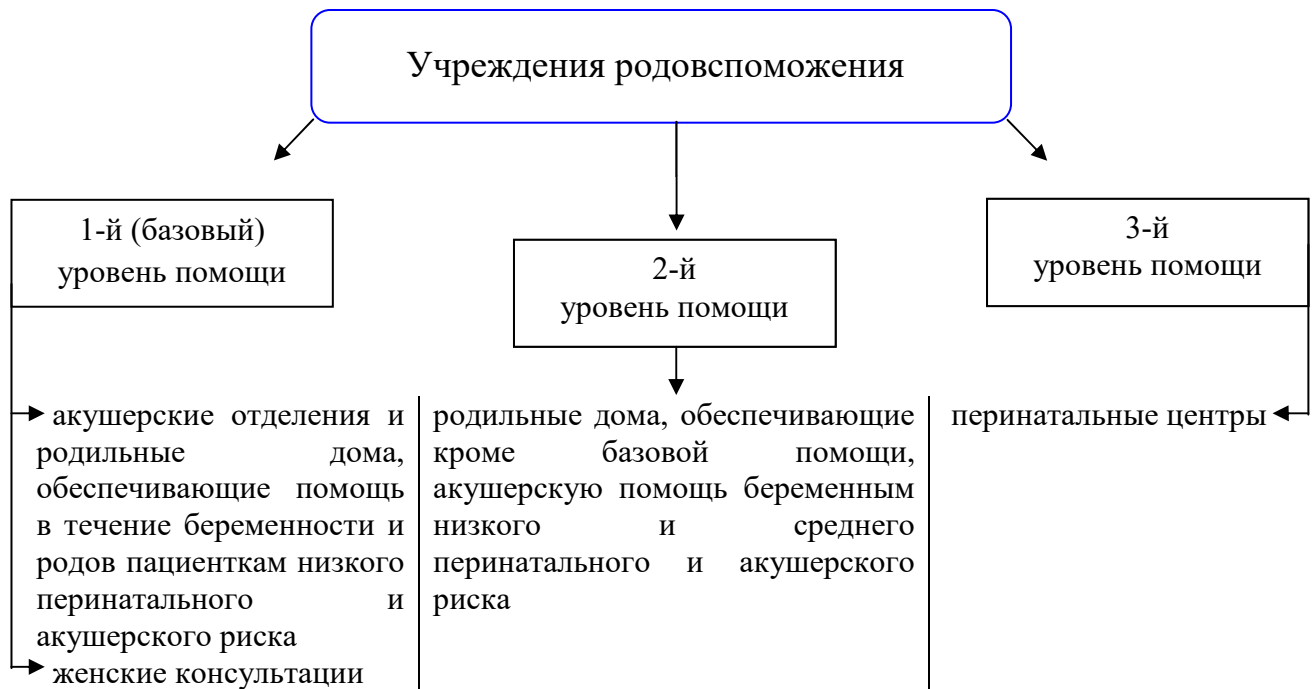 Учреждения родовспоможения
1-й (базовый)
уровень помощи
2-й
уровень помощи
3-й
уровень помощи
акушерские отделения и
родильные дома,
обеспечивающие помощь
в течение беременности и
родов пациенткам низкого
перинатального и
акушерского риска
женские консультации
родильные дома, обеспечивающие
кроме базовой помощи,
акушерскую помощь беременным
низкого и среднего
перинатального и акушерского
риска
перинатальные центры